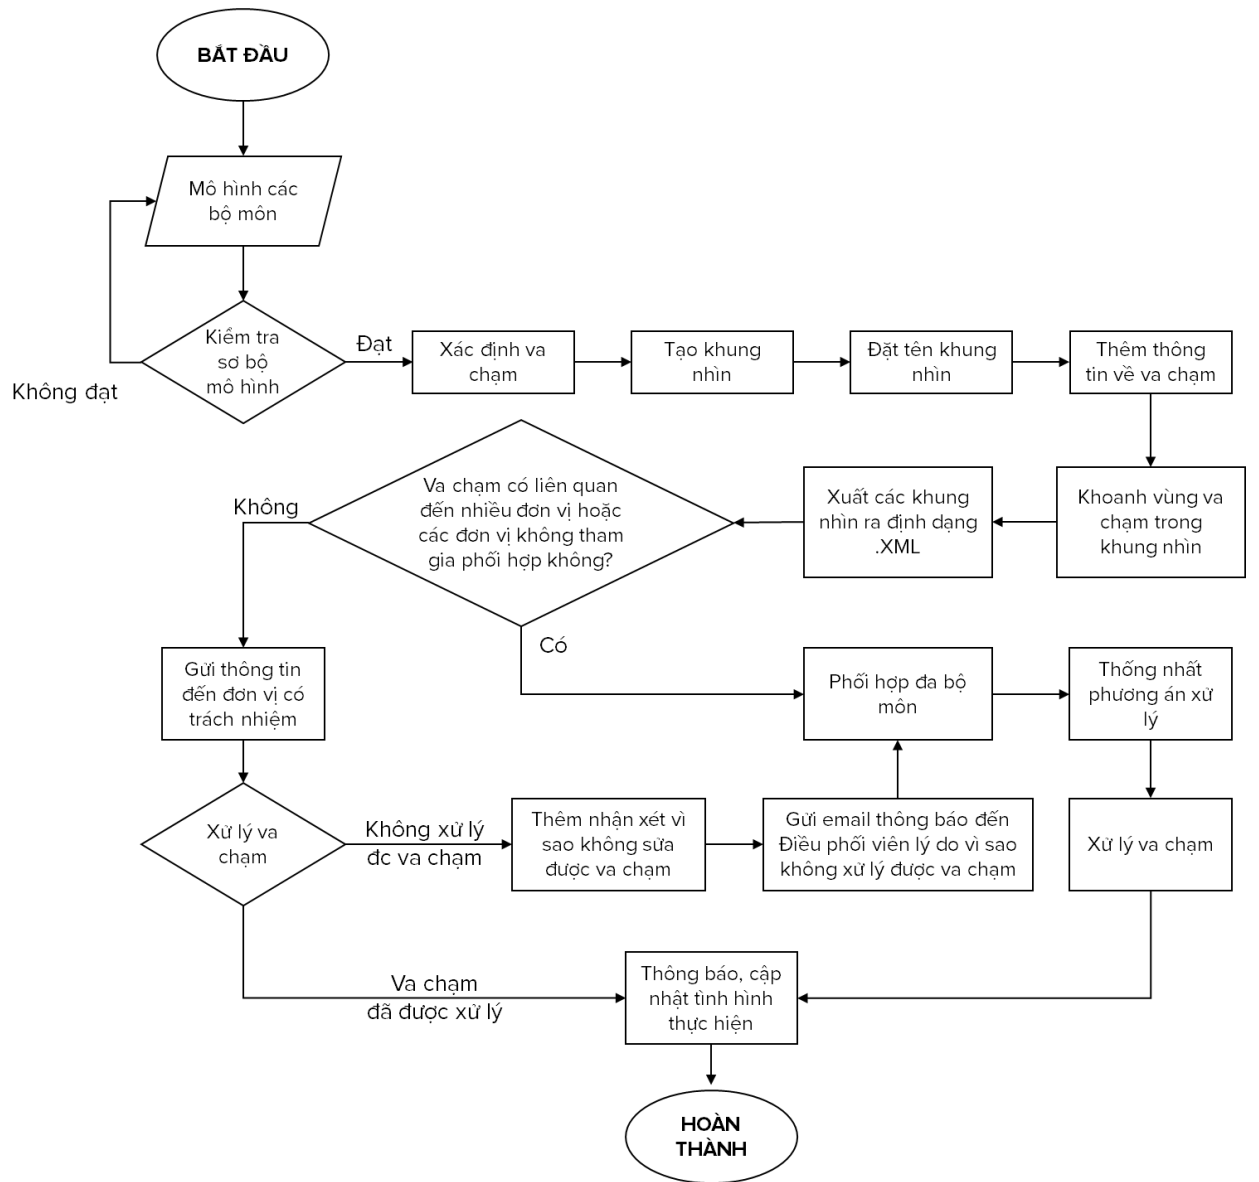 BẮT ĐẦU
Mô hình các
bộ môn
Kiểm tra
sơ bộ
mô hình
Không đạt
Đạt
Xác định va
chạm
Tạo khung
nhìn
Đặt tên khung
nhìn
Thêm thông
tin về va chạm
Khoanh vùng va
chạm trong
khung nhìn
Xuất các khung
nhìn ra định dạng
.XML
Va chạm có liên quan
đến nhiều đơn vị hoặc
các đơn vị không tham
gia phối hợp không?
Không
Có
Gửi thông tin
đến đơn vị có
trách nhiệm
Phối hợp đa bộ
môn
Thống nhất
phương án xử
lý
Xử lý va
chạm
Không xử lý
đc va chạm
Thêm nhận xét vì
sao không sửa
được va chạm
Gửi email thông báo đến
Điều phối viên lý do vì sao
không xử lý được va chạm
Xử lý va chạm
Va chạm
đã được xử lý
Thông báo, cập
nhật tình hình
thực hiện
HOÀN
THÀNH